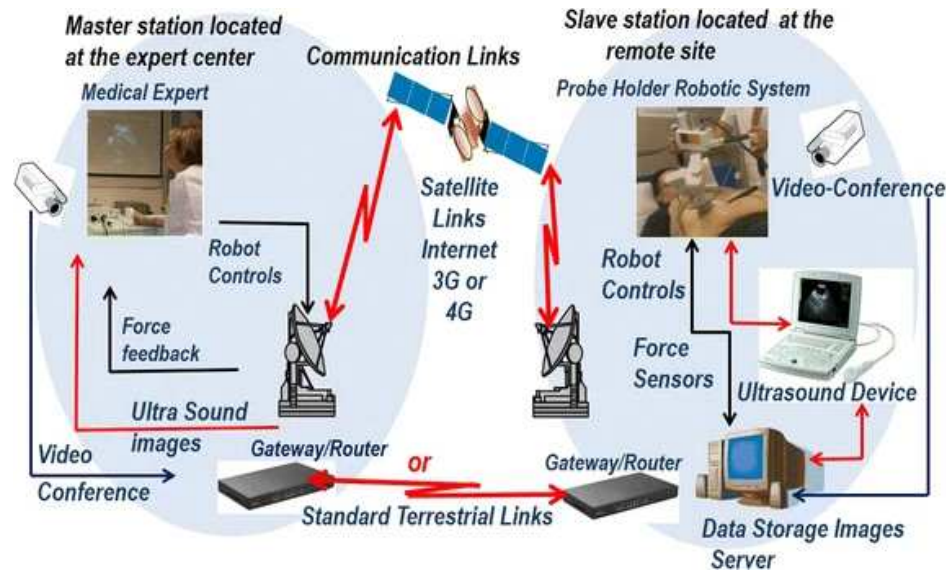 Master station located
at the expert center
Medical Expert
Communication Links
Slave station located at the
remote site
Probe Holder Robotic System
Video-Conference
Satellite
Links
Internet
3G or
4G
Robot
Controls
Force
feedback
Ultra Sound
images
Video
Conference
Robot
Controls
Force
Sensors
Ultrasound Device
Gateway/Router
or
Gateway/Router
Standard Terrestrial Links
Data Storage Images
Server